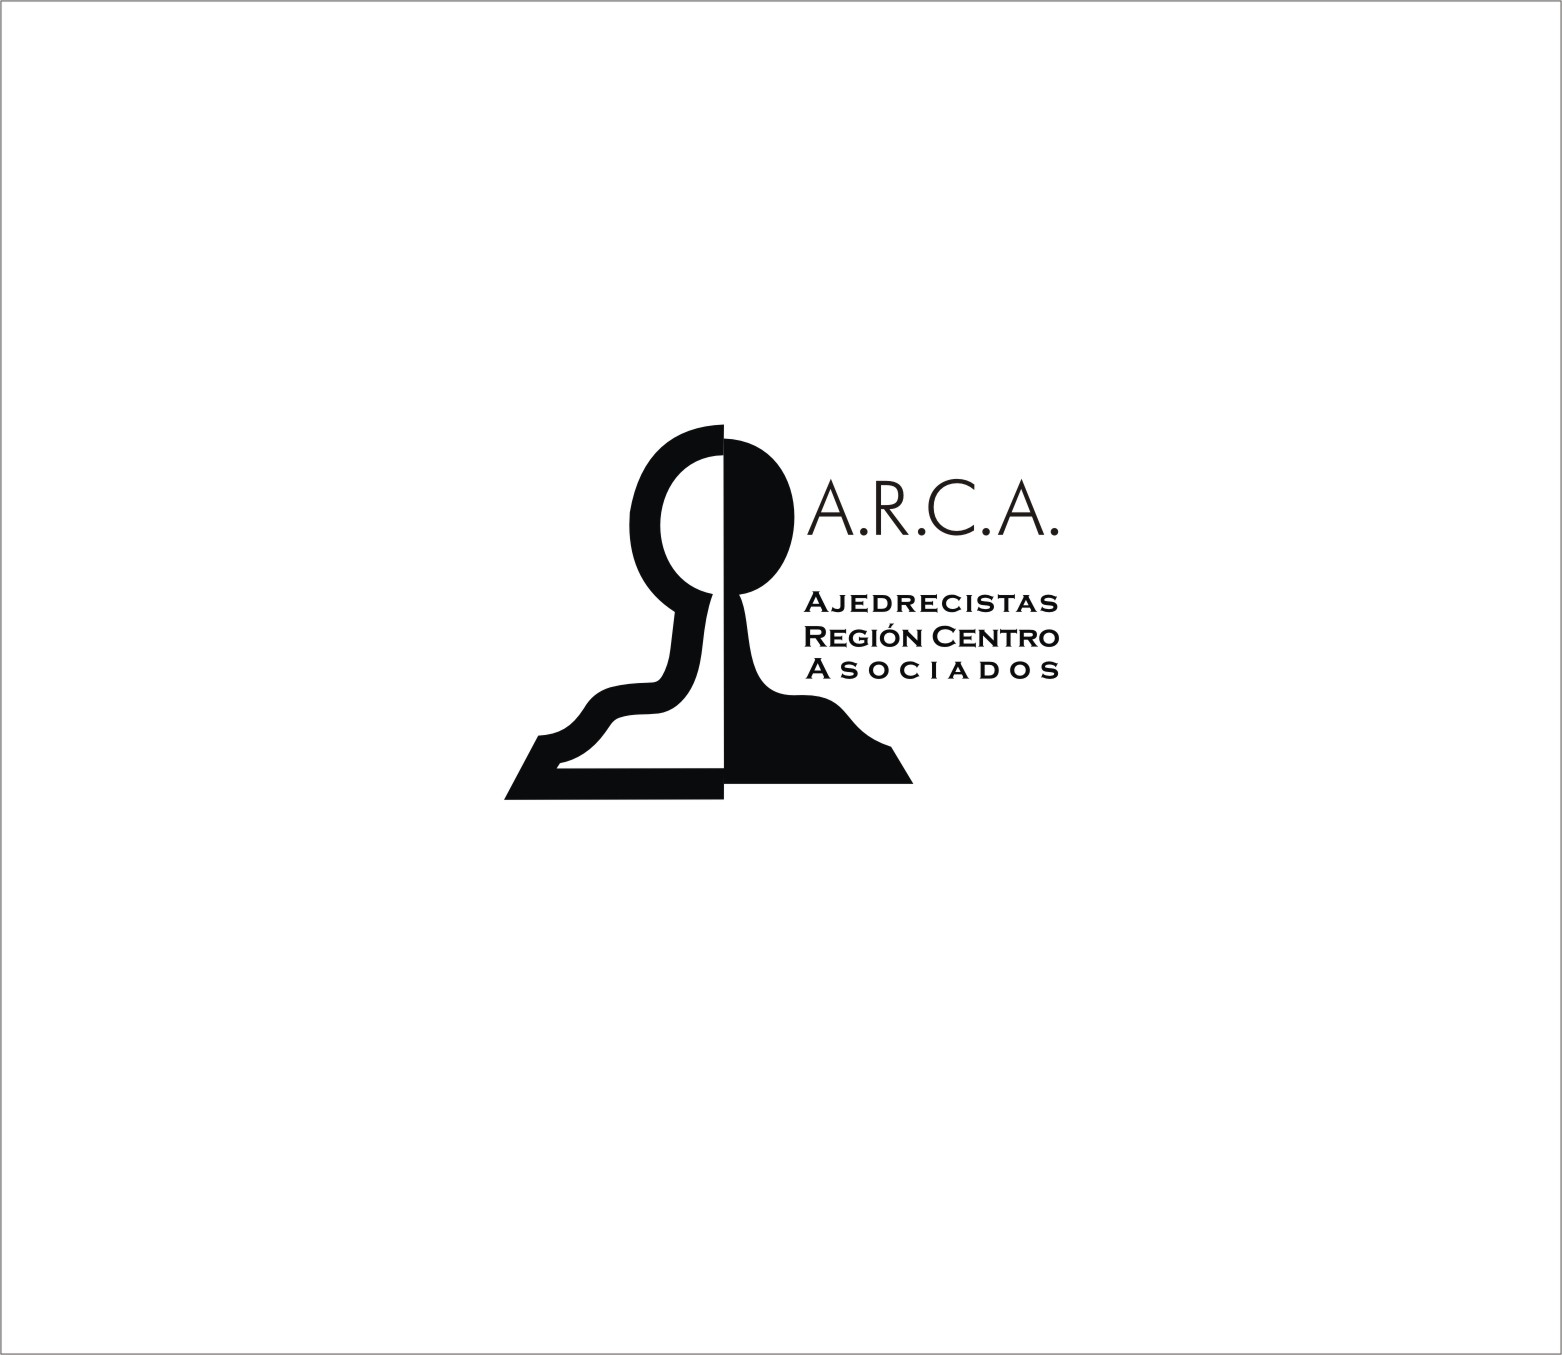 A.R.C.A.
AJEDRECISTAS
REGIÓN CENTRO
ASOCIADOS